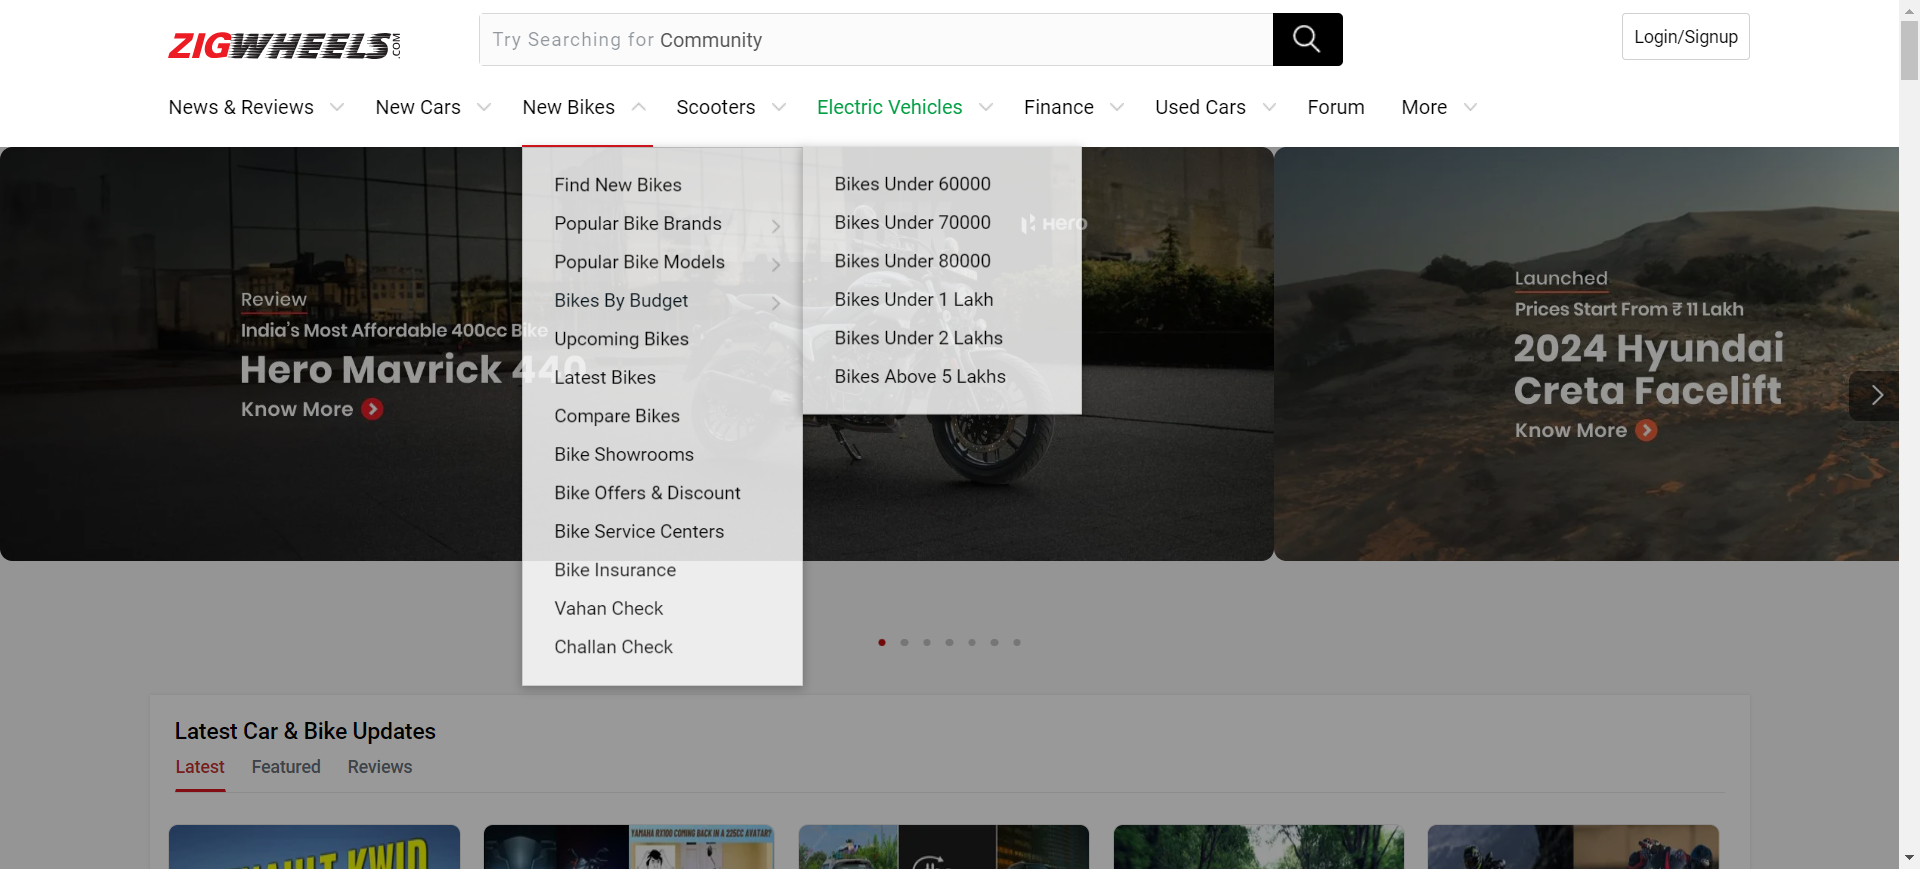 ZIGWHEELS.COM
Try Searching for Community
Login/Signup
News & Reviews
New Cars
New Bikes
Scooters
Electric Vehicles
Finance
Used Cars
Forum
More
Find New Bikes
Popular Bike Brands
Popular Bike Models
Bikes By Budget
Upcoming Bikes
Latest Bikes
Compare Bikes
Bike Showrooms
Bike Offers & Discount
Bike Service Centers
Bike Insurance
Vahan Check
Challan Check
Bikes Under 60000
Bikes Under 70000
Bikes Under 80000
Bikes Under 1 Lakh
Bikes Under 2 Lakhs
Bikes Above 5 Lakhs
Hero
Review
India's Most Affordable 400cc Bike
Hero Mavrick 440
Know More
Launched
Prices Start From ₹ 11 Lakh
2024 Hyundai
Creta Facelift
Know More
Latest Car & Bike Updates
Latest
Featured
Reviews
YAMAHA RX100 COMING BACK IN A 225CC AVATAR?